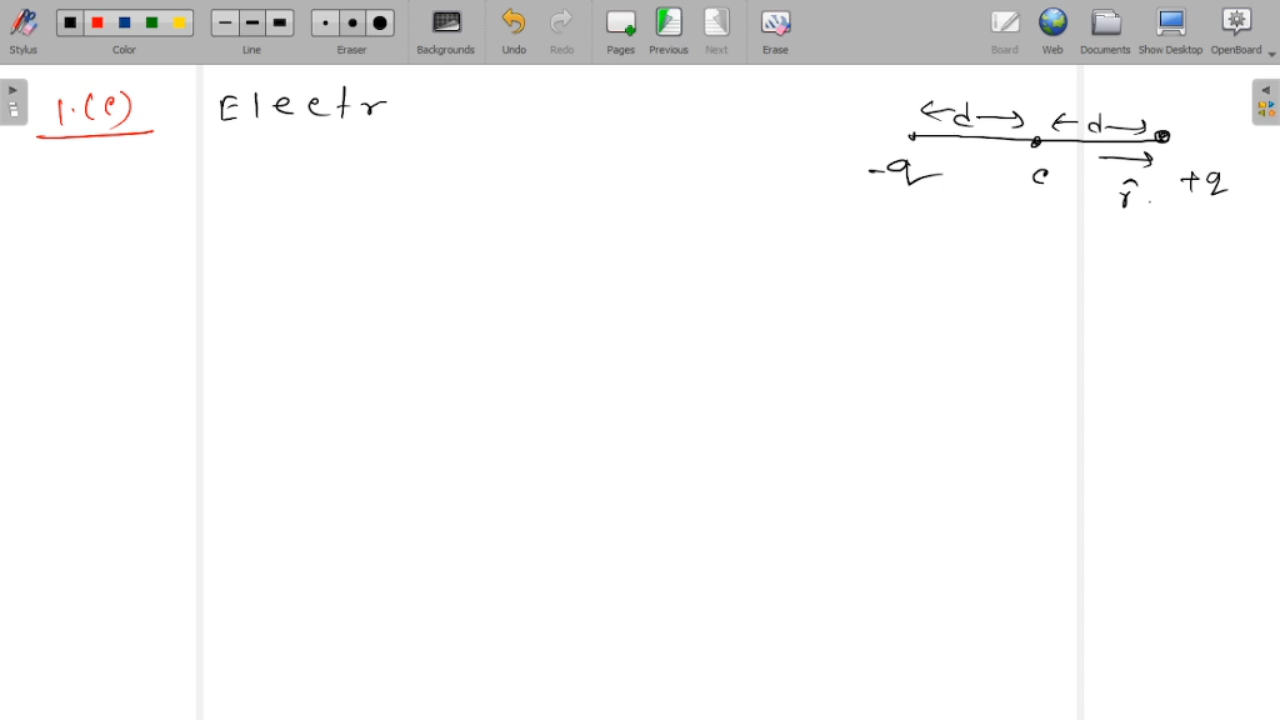 Stylus Color Line Eraser Backgrounds Undo Redo Pages Previous Next Erase Board Web Documents Show Desktop OpenBoard
1.(c) Electr
d d
-q c r̂ +q